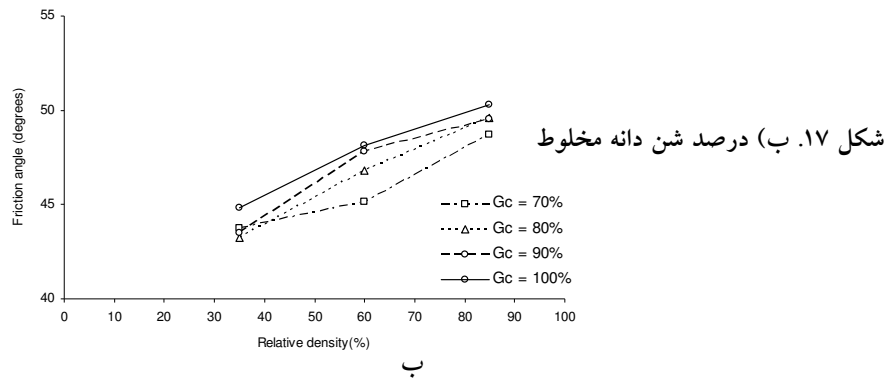 55
50
45
40
Friction angle (degrees)
شکل ۱۷. ب) درصد شن دانه مخلوط
Gc = 70%
Gc = 80%
Gc = 90%
Gc = 100%
0 10 20 30 40 50 60 70 80 90 100
Relative density(%)
ب